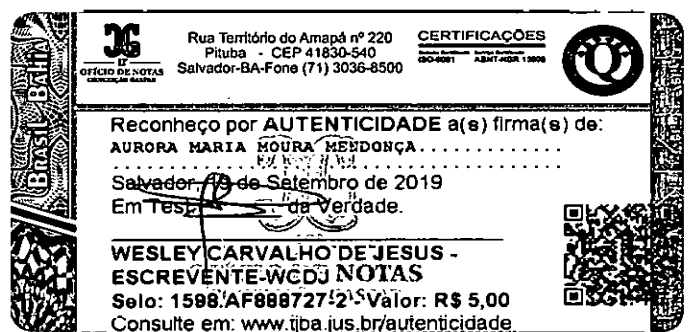 Rua Território do Amapá nº 220
Pituba - CEP 41830-540
Salvador-BA-Fone (71) 3036-8500
CERTIFICAÇÕES
ISO-9001 ABNT-NBR 15906
OFÍCIO DE NOTAS
Brasil Bahia
Reconheço por AUTENTICIDADE a(s) firma(s) de:
AURORA MARIA MOURA MENDONÇA
Salvador, de Setembro de 2019
Em Test. da Verdade.
WESLEY CARVALHO DE JESUS -
ESCREVENTE-WCDJ NOTAS
Selo: 1598.AF888727-2 - Valor: R$ 5,00
Consulte em: www.tjba.jus.br/autenticidade